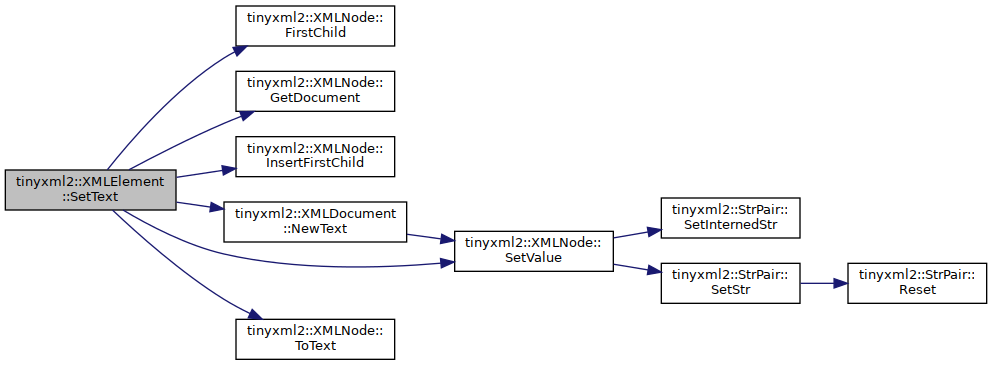 tinyxml2::XMLNode::
FirstChild
tinyxml2::XMLNode::
GetDocument
tinyxml2::XMLNode::
InsertFirstChild
tinyxml2::XMLElement
::SetText
tinyxml2::XMLDocument
::NewText
tinyxml2::XMLNode::
SetValue
tinyxml2::StrPair::
SetInternedStr
tinyxml2::StrPair::
SetStr
tinyxml2::StrPair::
Reset
tinyxml2::XMLNode::
ToText